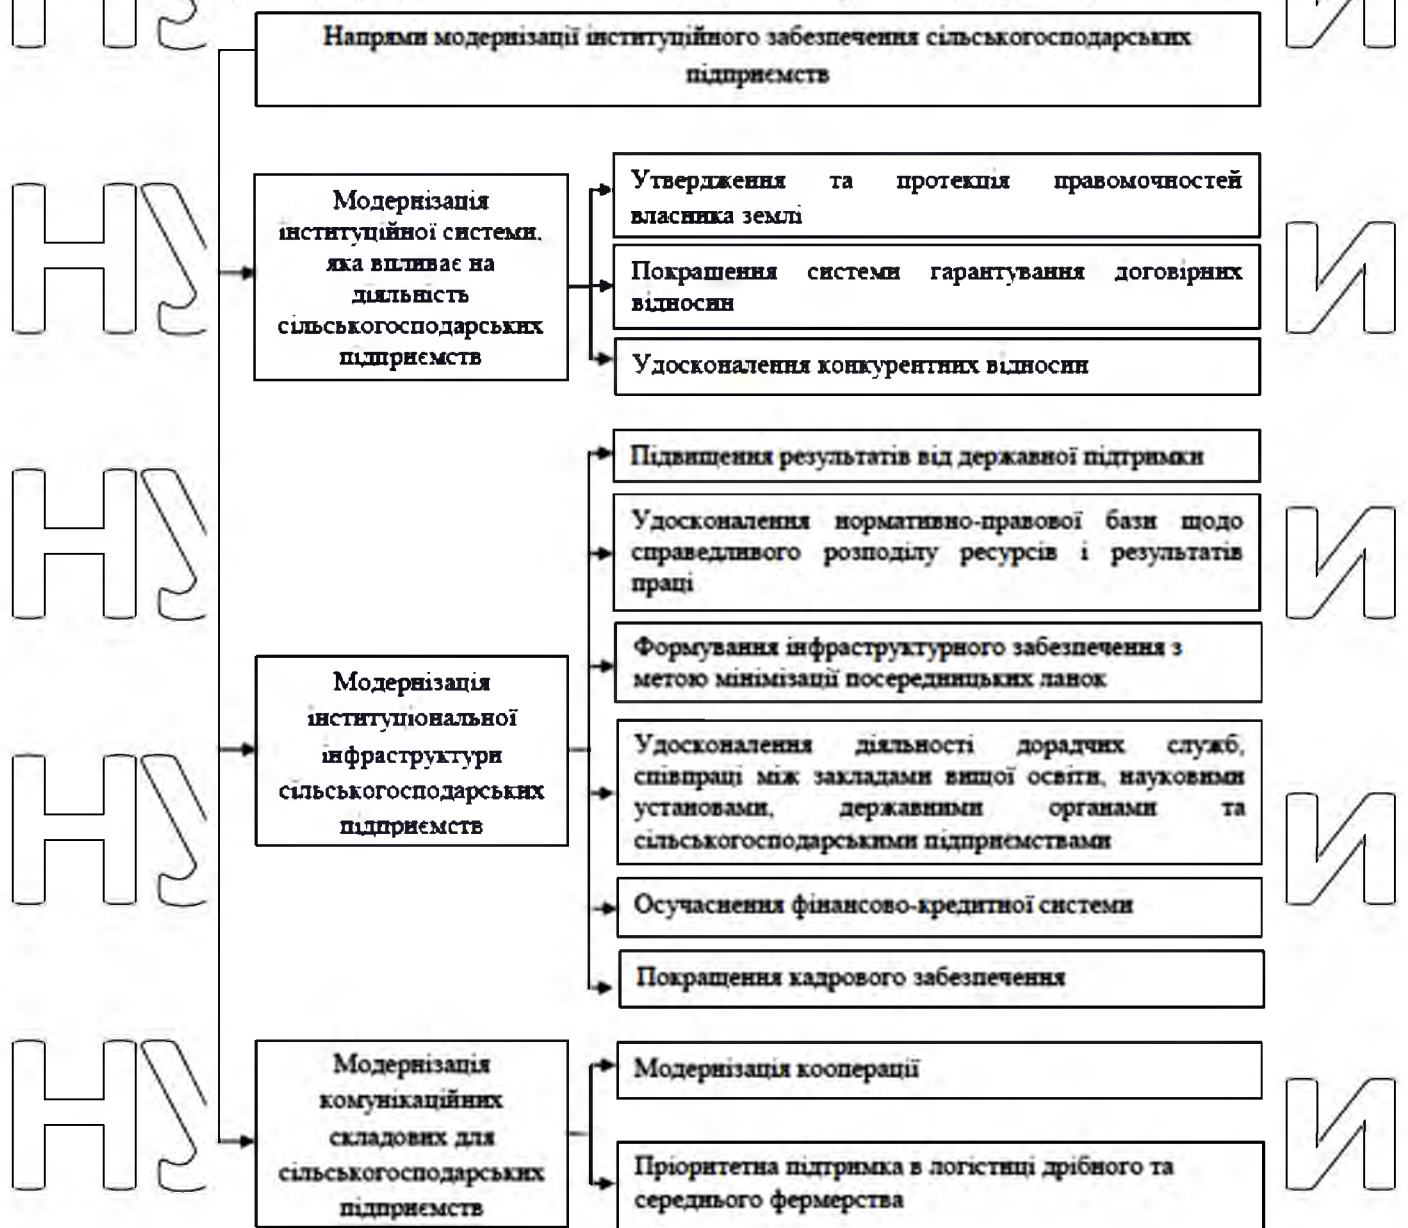 Напрями модернізації інституційного забезпечення сільськогосподарських
підприємств
Модернізація
інституційної системи,
яка впливає на
діяльність
сільськогосподарських
підприємств
Утвердження та протекція правомочностей
власника землі
Покращення системи гарантування договірних
відносин
Удосконалення конкурентних відносин
Модернізація
інституціональної
інфраструктури
сільськогосподарських
підприємств
Підвищення результатів від державної підтримки
Удосконалення нормативно-правової бази щодо
справедливого розподілу ресурсів і результатів
праці
Формування інфраструктурного забезпечення з
метою мінімізації посередницьких ланок
Удосконалення діяльності дорадчих служб,
співпраці між закладами вищої освіти, науковими
установами, державними органами та
сільськогосподарськими підприємствами
Осучаснення фінансово-кредитної системи
Покращення кадрового забезпечення
Модернізація
комунікаційних
складових для
сільськогосподарських
підприємств
Модернізація кооперації
Пріоритетна підтримка в логістиці дрібного та
середнього фермерства